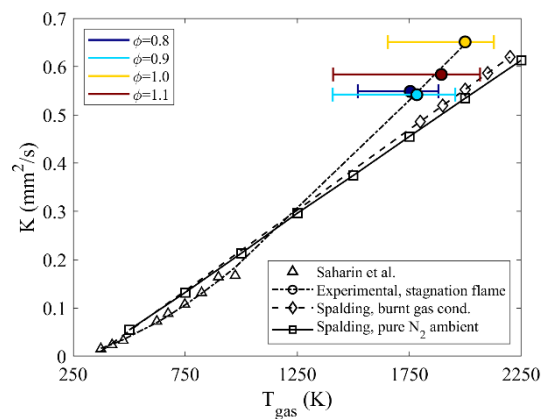 0.7
0.6
0.5
0.4
0.3
0.2
0.1
0
K (mm²/s)
ϕ=0.8
ϕ=0.9
ϕ=1.0
ϕ=1.1
Saharin et al.
Experimental, stagnation flame
Spalding, burnt gas cond.
Spalding, pure N₂ ambient
250 750 1250 1750 2250
T_gas (K)